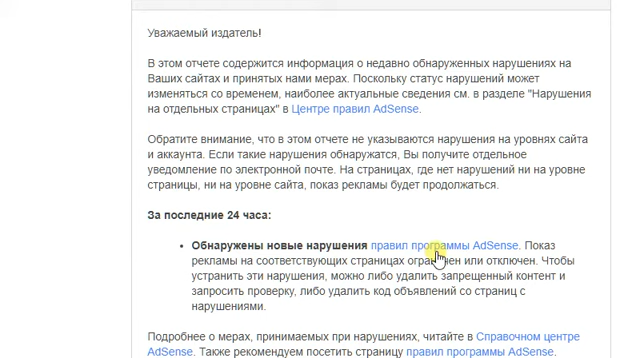 Уважаемый издатель!
В этом отчете содержится информация о недавно обнаруженных нарушениях на
Ваших сайтах и принятых нами мерах. Поскольку статус нарушений может
изменяться со временем, наиболее актуальные сведения см. в разделе "Нарушения
на отдельных страницах" в Центре правил AdSense.
Обратите внимание, что в этом отчете не указываются нарушения на уровнях сайта
и аккаунта. Если такие нарушения обнаружатся, Вы получите отдельное
уведомление по электронной почте. На страницах, где нет нарушений ни на уровне
страницы, ни на уровне сайта, показ рекламы будет продолжаться.
За последние 24 часа:
• Обнаружены новые нарушения правил программы AdSense. Показ
рекламы на соответствующих страницах ограничен или отключен. Чтобы
устранить эти нарушения, можно либо удалить запрещенный контент и
запросить проверку, либо удалить код объявлений со страниц с
нарушениями.
Подробнее о мерах, принимаемых при нарушениях, читайте в Справочном центре
AdSense. Также рекомендуем посетить страницу правил программы AdSense.